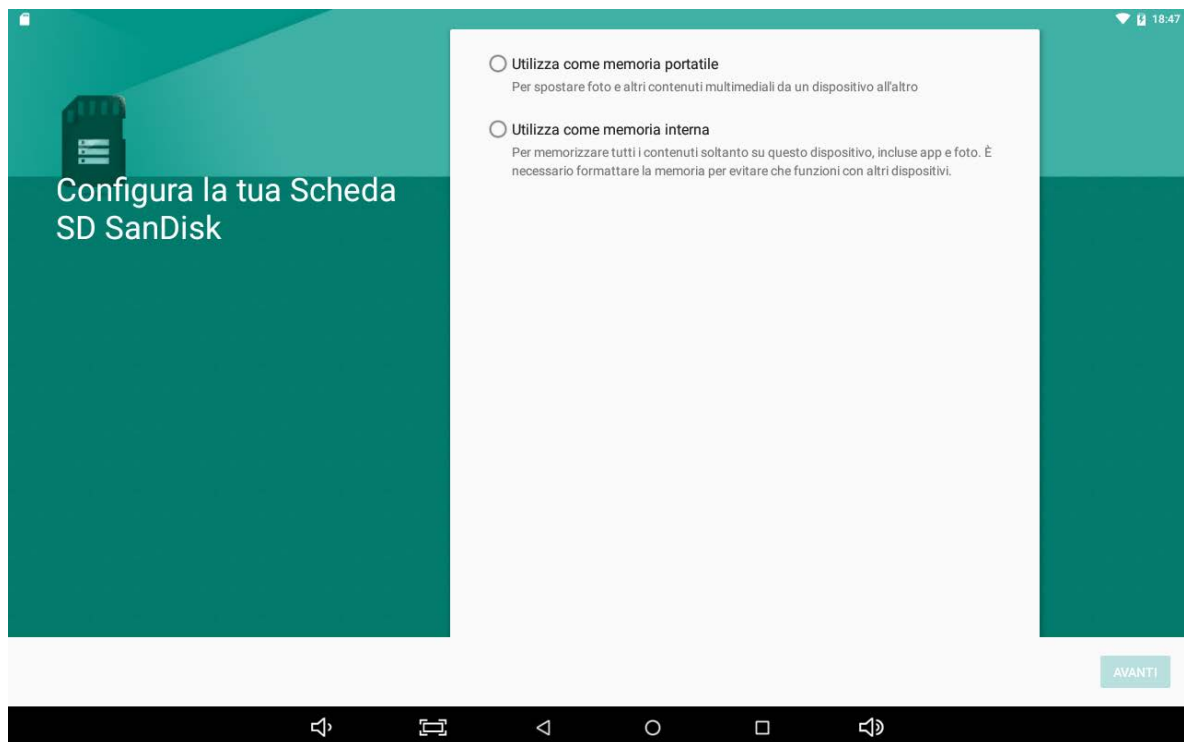 18:47
Configura la tua Scheda
SD SanDisk
Utilizza come memoria portatile
Per spostare foto e altri contenuti multimediali da un dispositivo all'altro
Utilizza come memoria interna
Per memorizzare tutti i contenuti soltanto su questo dispositivo, incluse app e foto. È
necessario formattare la memoria per evitare che funzioni con altri dispositivi.
AVANTI